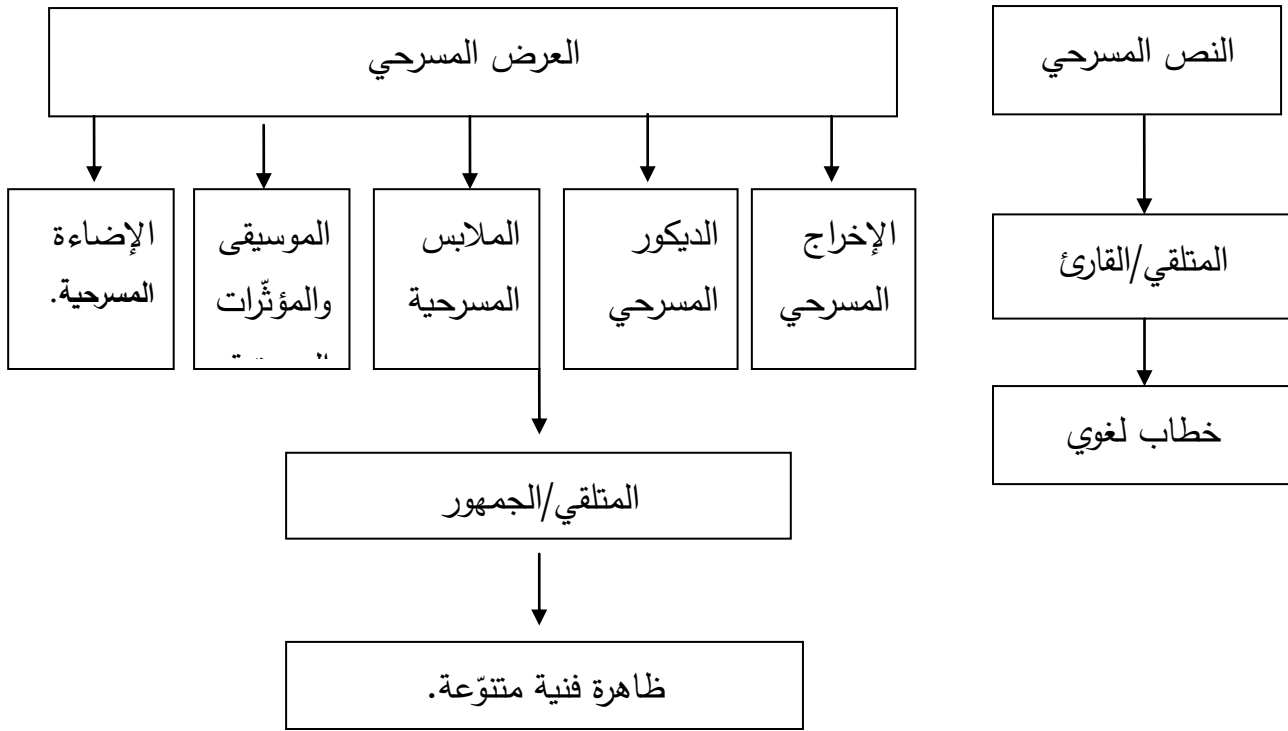 النص المسرحي
المتلقي/القارئ
خطاب لغوي
العرض المسرحي
الإخراج
المسرحي
الديكور
المسرحي
الملابس
المسرحية
الموسيقى
والمؤثّرات
الإضاءة
المسرحية.
المتلقي/الجمهور
ظاهرة فنية متنوّعة.